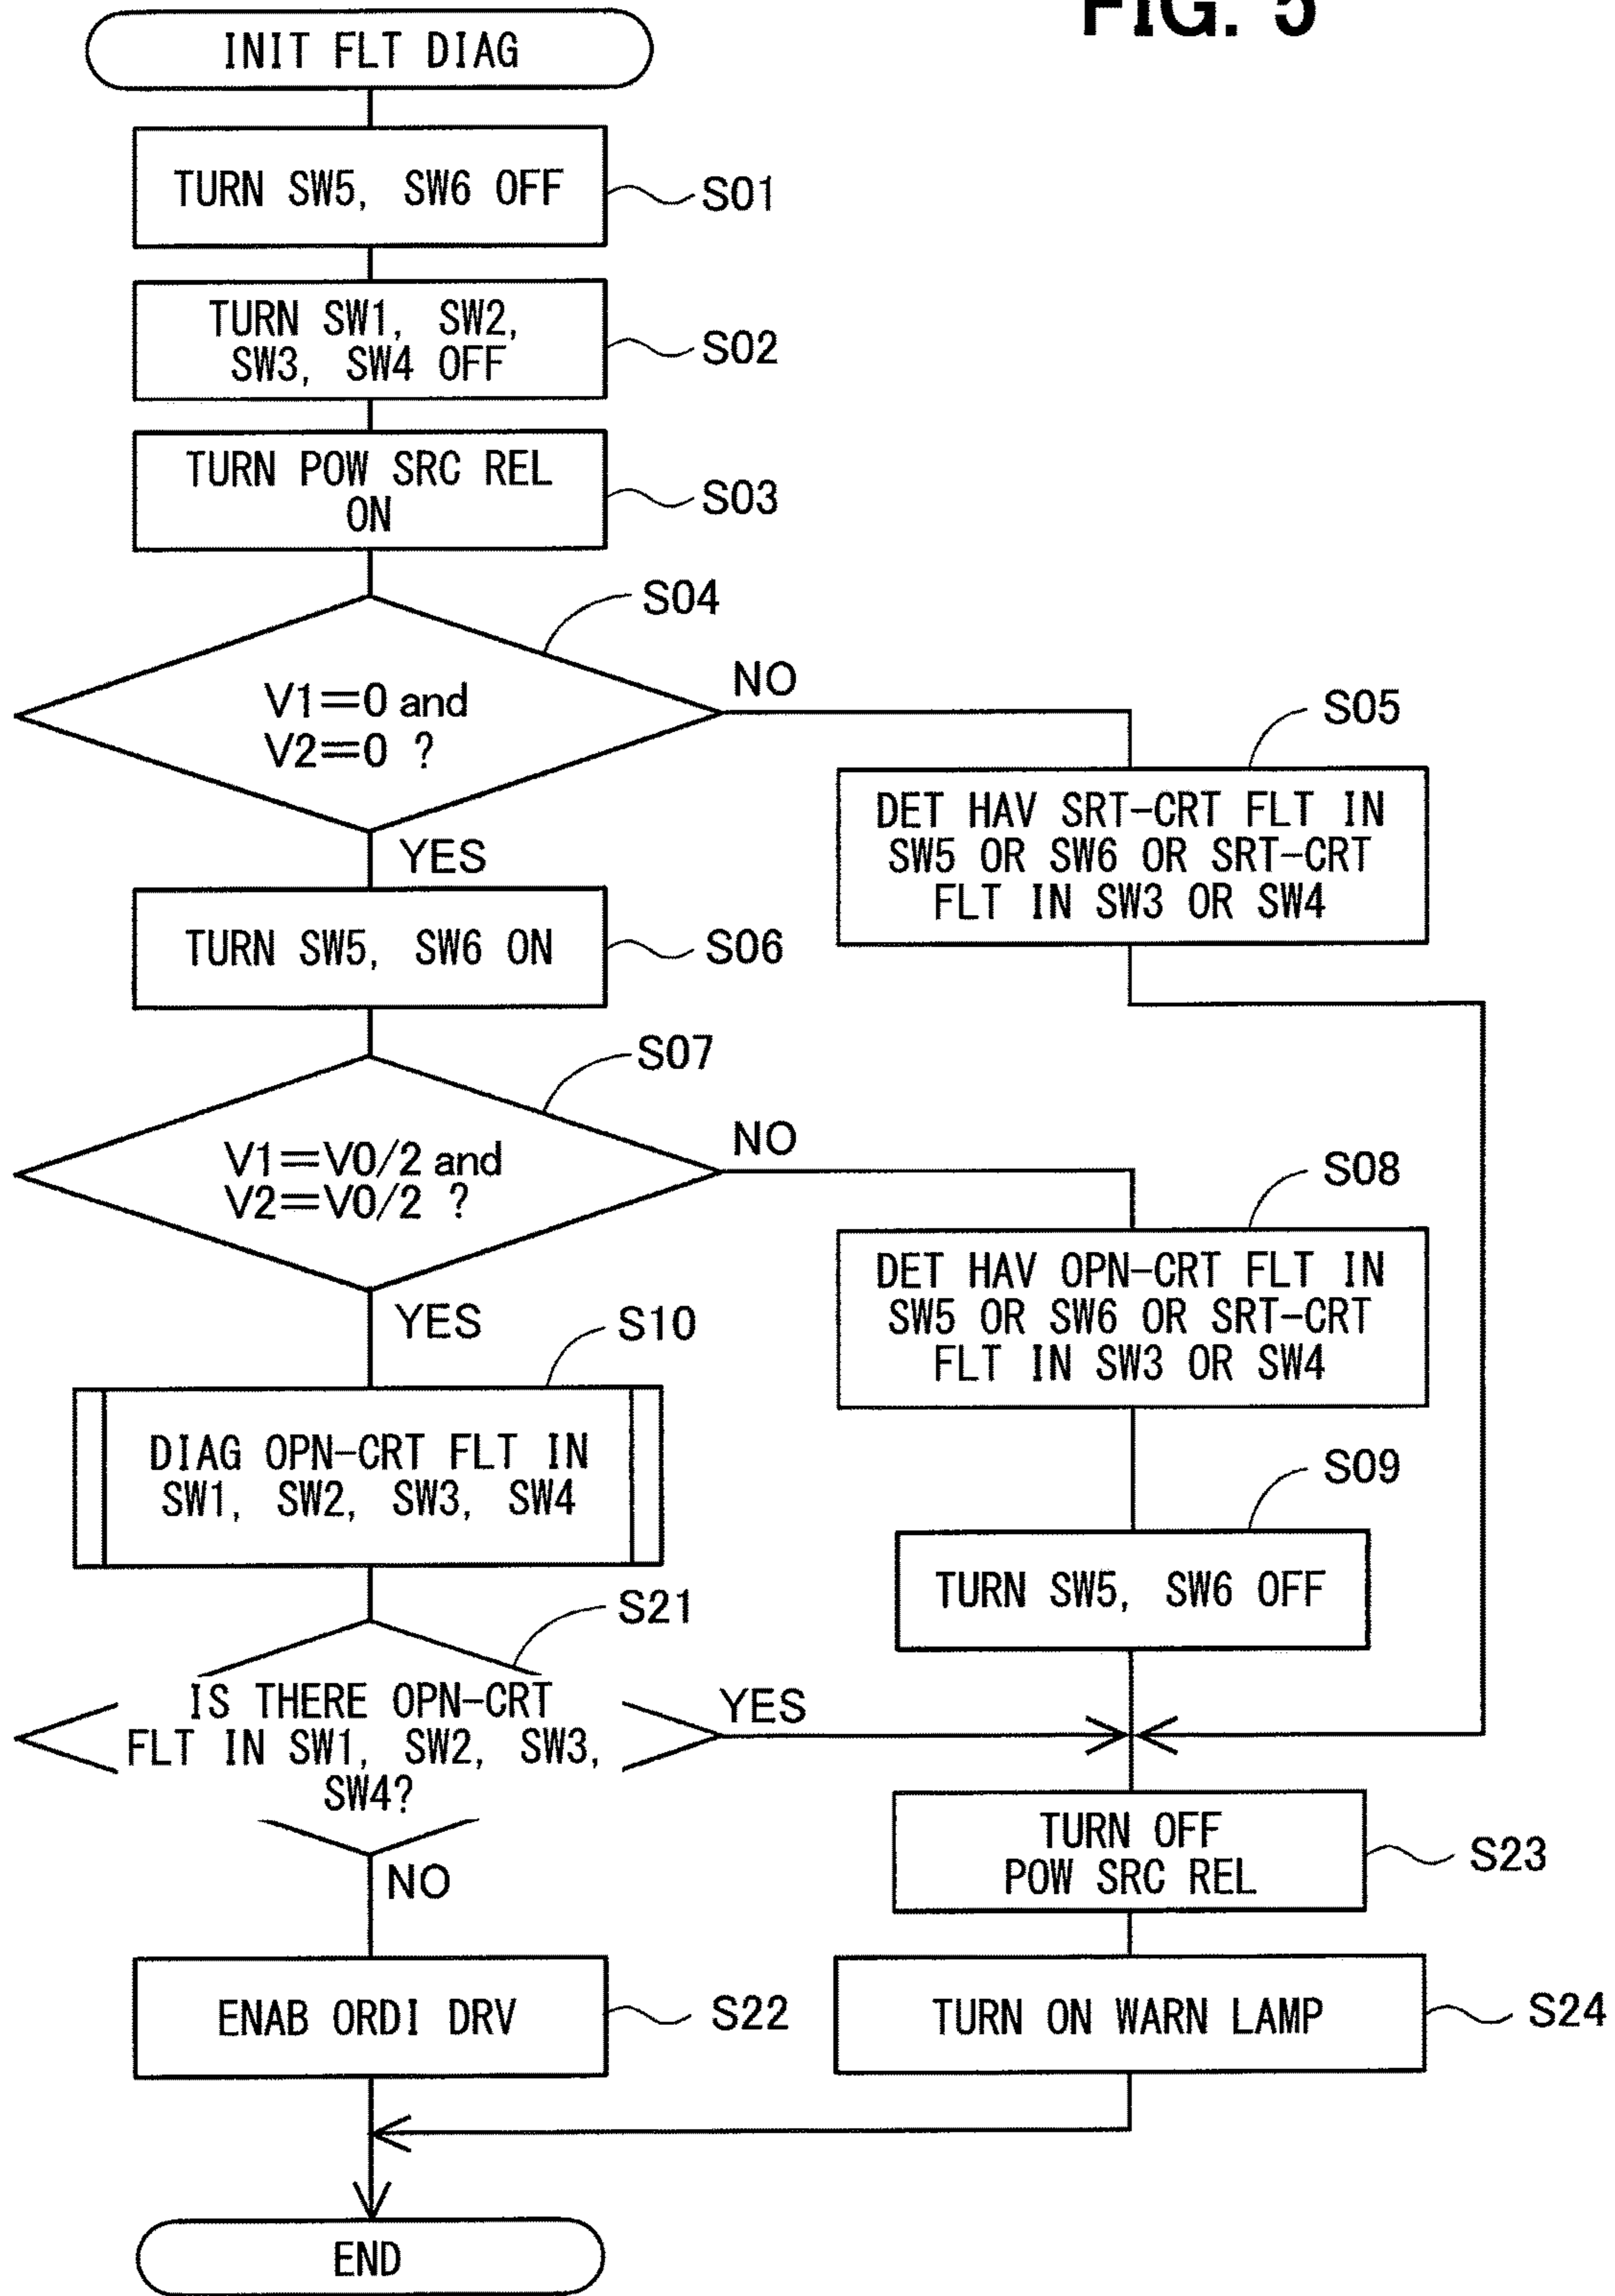 FIG. 5
INIT FLT DIAG
TURN SW5, SW6 OFF
S01
TURN SW1, SW2,
SW3, SW4 OFF
S02
TURN POW SRC REL
ON
S03
S04
V1=0 and
V2=0 ?
NO
YES
S05
DET HAV SRT-CRT FLT IN
SW5 OR SW6 OR SRT-CRT
FLT IN SW3 OR SW4
TURN SW5, SW6 ON
S06
S07
V1=V0/2 and
V2=V0/2 ?
NO
YES
S08
DET HAV OPN-CRT FLT IN
SW5 OR SW6 OR SRT-CRT
FLT IN SW3 OR SW4
S10
DIAG OPN-CRT FLT IN
SW1, SW2, SW3, SW4
S09
TURN SW5, SW6 OFF
S21
IS THERE OPN-CRT
FLT IN SW1, SW2, SW3,
SW4?
YES
NO
TURN OFF
POW SRC REL
S23
ENAB ORDI DRV
S22
TURN ON WARN LAMP
S24
END